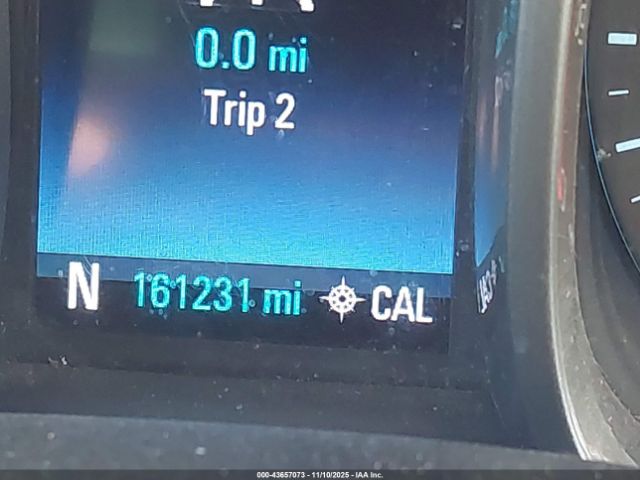 0.0 mi
Trip 2
N 161231 mi CAL
000-43657073 - 11/10/2025 - IAA Inc.